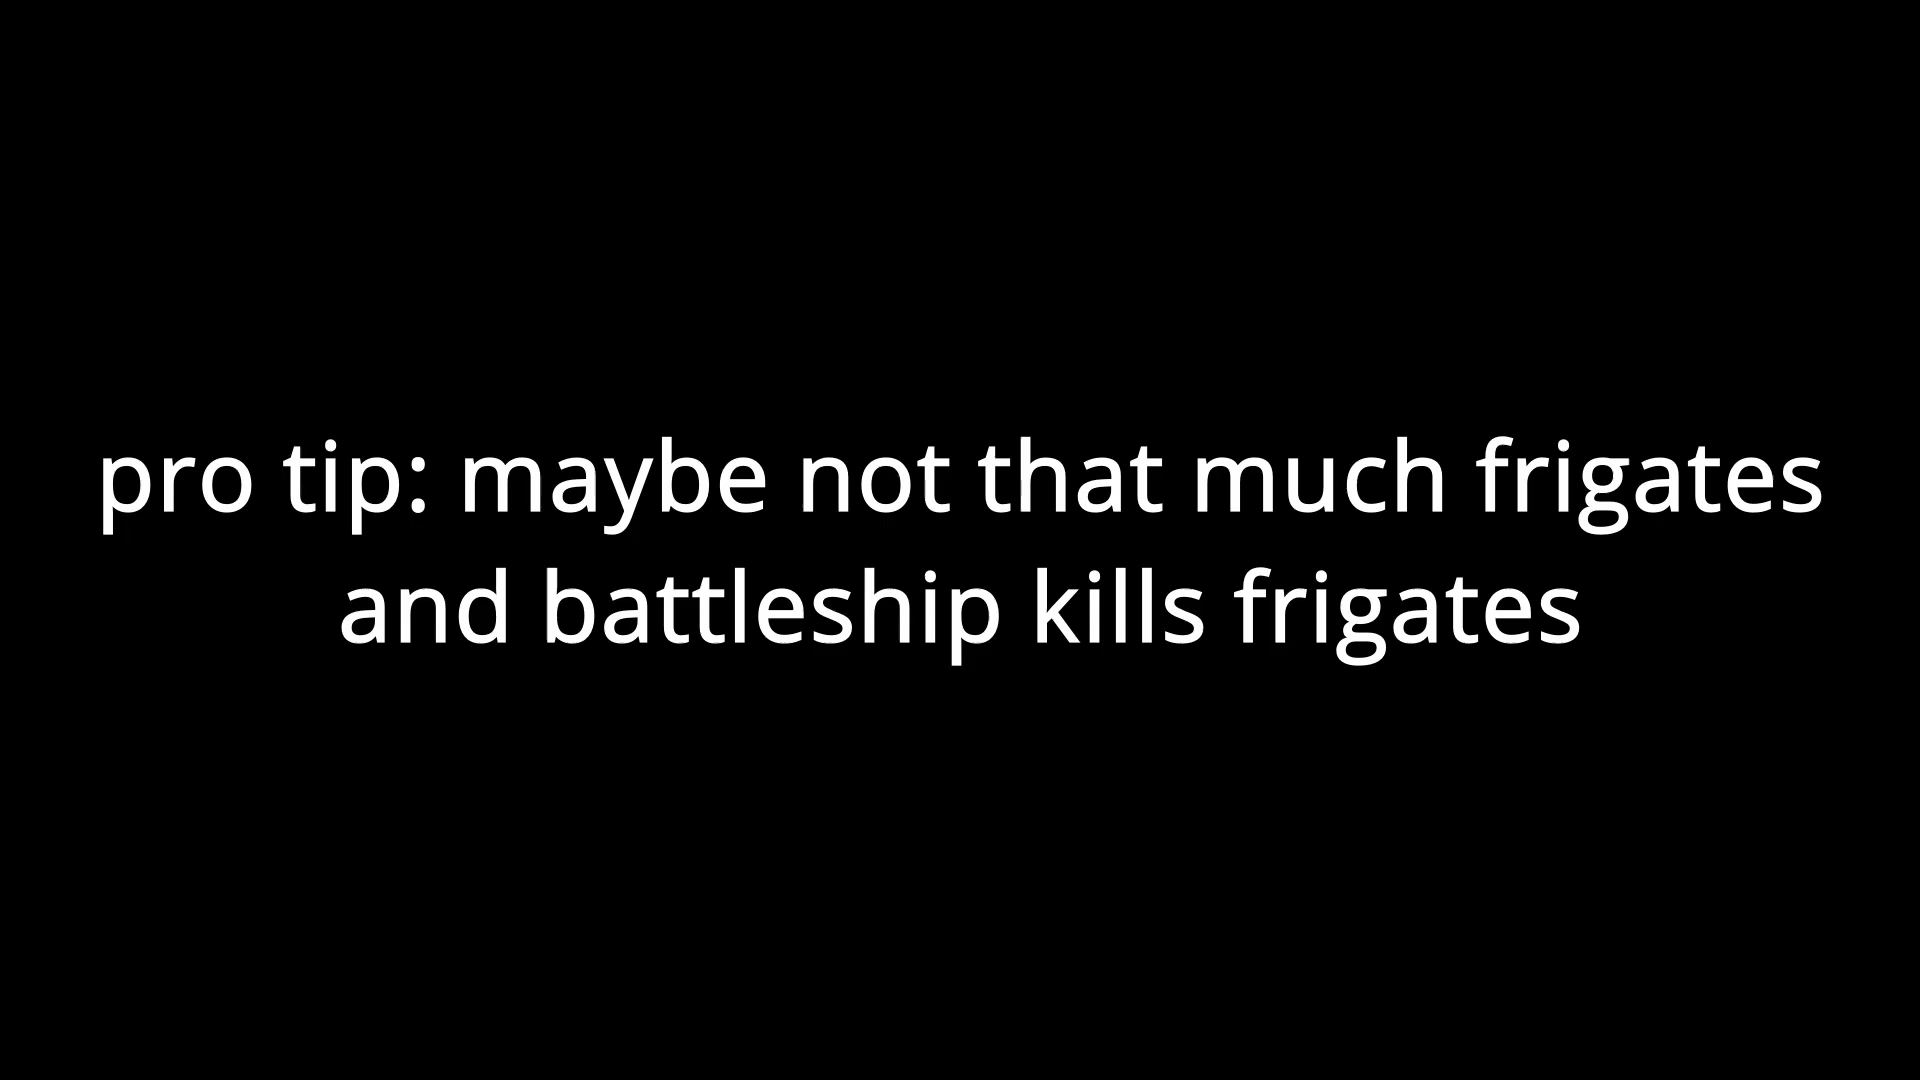 pro tip: maybe not that much frigates
and battleship kills frigates